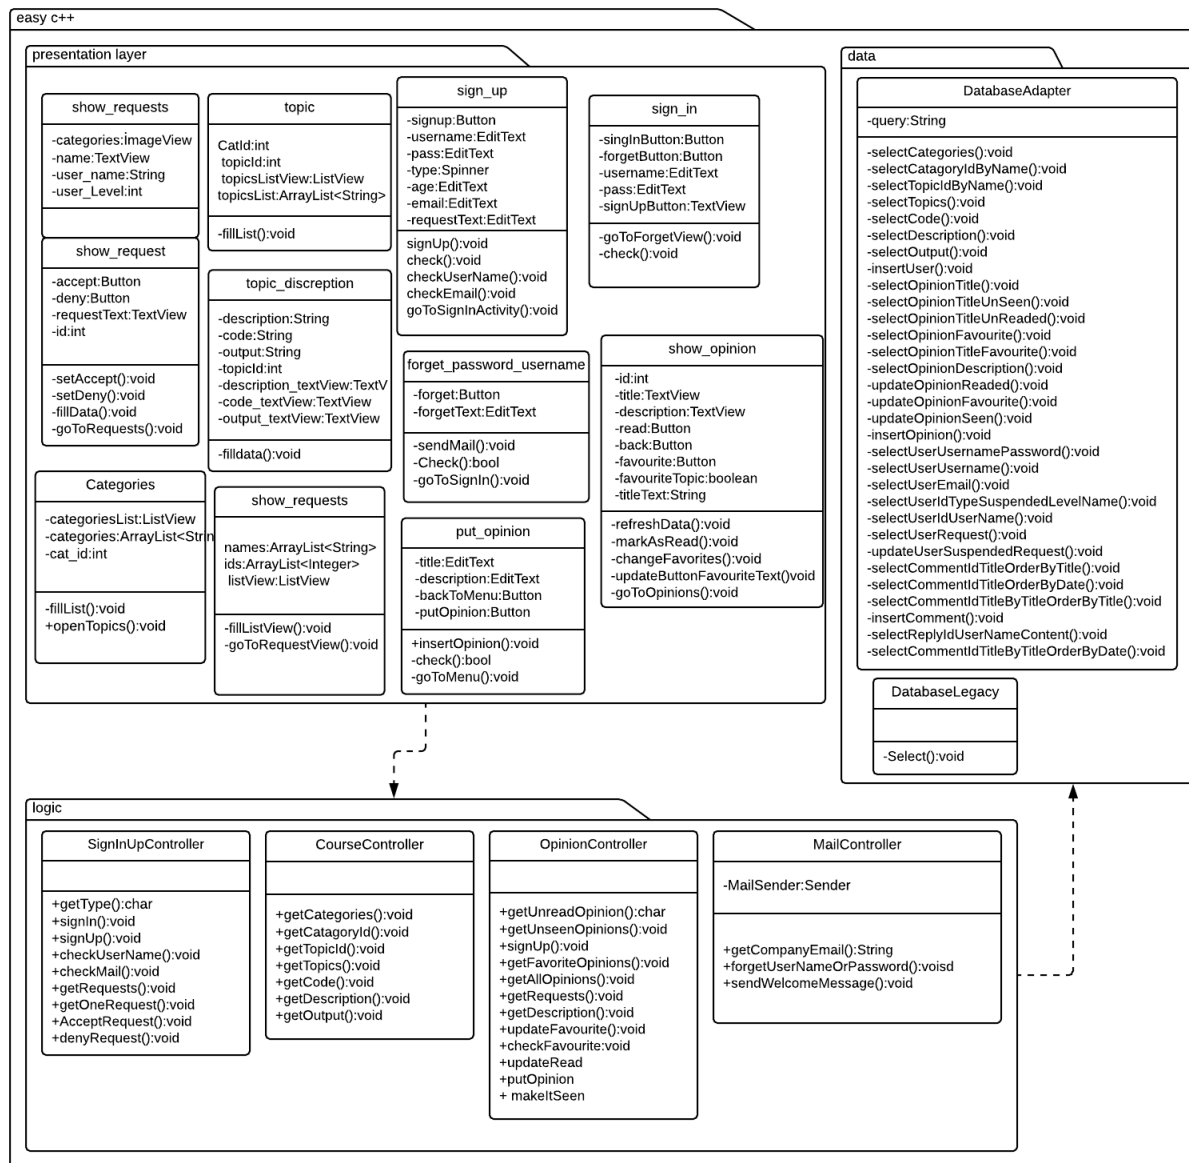 easy c++
presentation layer
show_requests
-categories:İmageView
-name:TextView
-user_name:String
-user_Level:int
topic
CatId:int
topicId:int
topicsListView:ListView
topicsList:ArrayList<String>
-fillList():void
sign_up
-signup:Button
-username:EditText
-pass:EditText
-type:Spinner
-age:EditText
-email:EditText
-requestText:EditText
signUp():void
check():void
checkUserName():void
checkEmail():void
goToSignInActivity():void
sign_in
-singInButton:Button
-forgetButton:Button
-username:EditText
-pass:EditText
-signUpButton:TextView
-goToForgetView():void
-check():void
show_request
-accept:Button
-deny:Button
-requestText:TextView
-id:int
-setAccept():void
-setDeny():void
-fillData():void
-goToRequests():void
topic_discreption
-description:String
-code:String
-output:String
-topicId:int
-description_textView:TextV
-code_textView:TextView
-output_textView:TextView
-filldata():void
forget_password_username
-forget:Button
-forgetText:EditText
-sendMail():void
-Check():bool
-goToSignIn():void
show_opinion
-id:int
-title:TextView
-description:TextView
-read:Button
-back:Button
-favourite:Button
-favouriteTopic:boolean
-titleText:String
-refreshData():void
-markAsRead():void
-changeFavorites():void
-updateButtonFavouriteText()void
-goToOpinions():void
Categories
-categoriesList:ListView
-categories:ArrayList<Strin
-cat_id:int
-fillList():void
+openTopics():void
show_requests
names:ArrayList<String>
ids:ArrayList<Integer>
listView:ListView
-fillListView():void
-goToRequestView():void
put_opinion
-title:EditText
-description:EditText
-backToMenu:Button
-putOpinion:Button
+insertOpinion():void
-check():bool
-goToMenu():void
data
DatabaseAdapter
-query:String
-selectCategories():void
-selectCatagoryIdByName():void
-selectTopicIdByName():void
-selectTopics():void
-selectCode():void
-selectDescription():void
-selectOutput():void
-insertUser():void
-selectOpinionTitle():void
-selectOpinionTitleUnSeen():void
-selectOpinionTitleUnReaded():void
-selectOpinionFavourite():void
-selectOpinionTitleFavourite():void
-selectOpinionDescription():void
-updateOpinionReaded():void
-updateOpinionFavourite():void
-updateOpinionSeen():void
-insertOpinion():void
-selectUserUsernamePassword():void
-selectUserUsername():void
-selectUserEmail():void
-selectUserIdTypeSuspendedLevelName():void
-selectUserIdUserName():void
-selectUserRequest():void
-updateUserSuspendedRequest():void
-selectCommentIdTitleOrderByTitle():void
-selectCommentIdTitleOrderByDate():void
-selectCommentIdTitleByTitleOrderByTitle():void
-insertComment():void
-selectReplyIdUserNameContent():void
-selectCommentIdTitleByTitleOrderByDate():void
DatabaseLegacy
-Select():void
logic
SignInUpController
+getType():char
+signIn():void
+signUp():void
+checkUserName():void
+checkMail():void
+getRequests():void
+getOneRequest():void
+AcceptRequest():void
+denyRequest():void
CourseController
+getCategories():void
+getCatagoryId():void
+getTopicId():void
+getTopics():void
+getCode():void
+getDescription():void
+getOutput():void
OpinionController
+getUnreadOpinion():char
+getUnseenOpinions():void
+signUp():void
+getFavoriteOpinions():void
+getAllOpinions():void
+getRequests():void
+getDescription():void
+updateFavourite():void
+checkFavourite:void
+updateRead
+putOpinion
+ makeItSeen
MailController
-MailSender:Sender
+getCompanyEmail():String
+forgetUserNameOrPassword():voisd
+sendWelcomeMessage():void